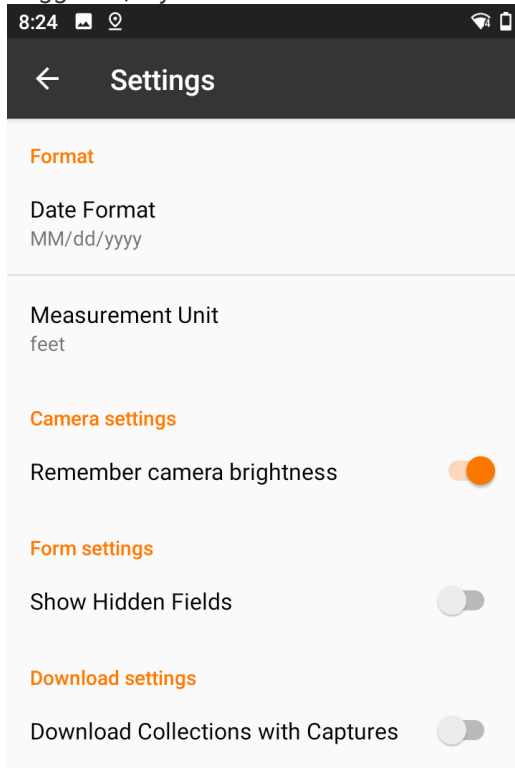 8:24
Settings
Format
Date Format
MM/dd/yyyy
Measurement Unit
feet
Camera settings
Remember camera brightness
Form settings
Show Hidden Fields
Download settings
Download Collections with Captures